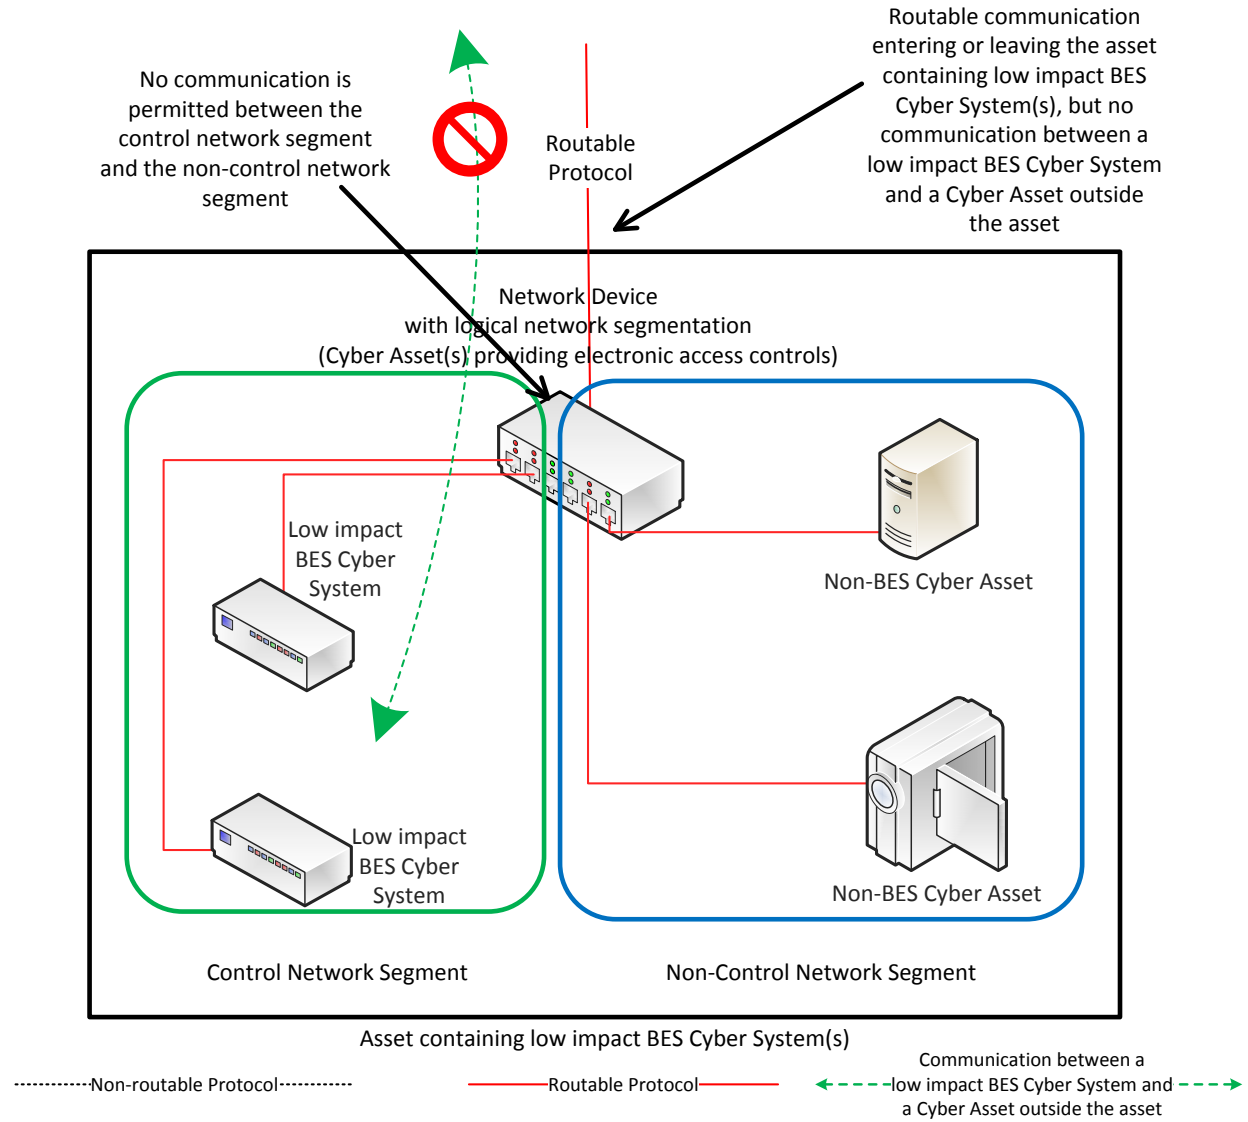 No communication is
permitted between the
control network segment
and the non-control network
segment
Routable
Protocol
Routable communication
entering or leaving the asset
containing low impact BES
Cyber System(s), but no
communication between a
low impact BES Cyber System
and a Cyber Asset outside
the asset
Network Device
with logical network segmentation
(Cyber Asset(s) providing electronic access controls)
Low impact
BES Cyber
System
Non-BES Cyber Asset
Low impact
BES Cyber
System
Non-BES Cyber Asset
Control Network Segment
Non-Control Network Segment
Asset containing low impact BES Cyber System(s)
Non-routable Protocol
Routable Protocol
Communication between a
low impact BES Cyber System and
a Cyber Asset outside the asset